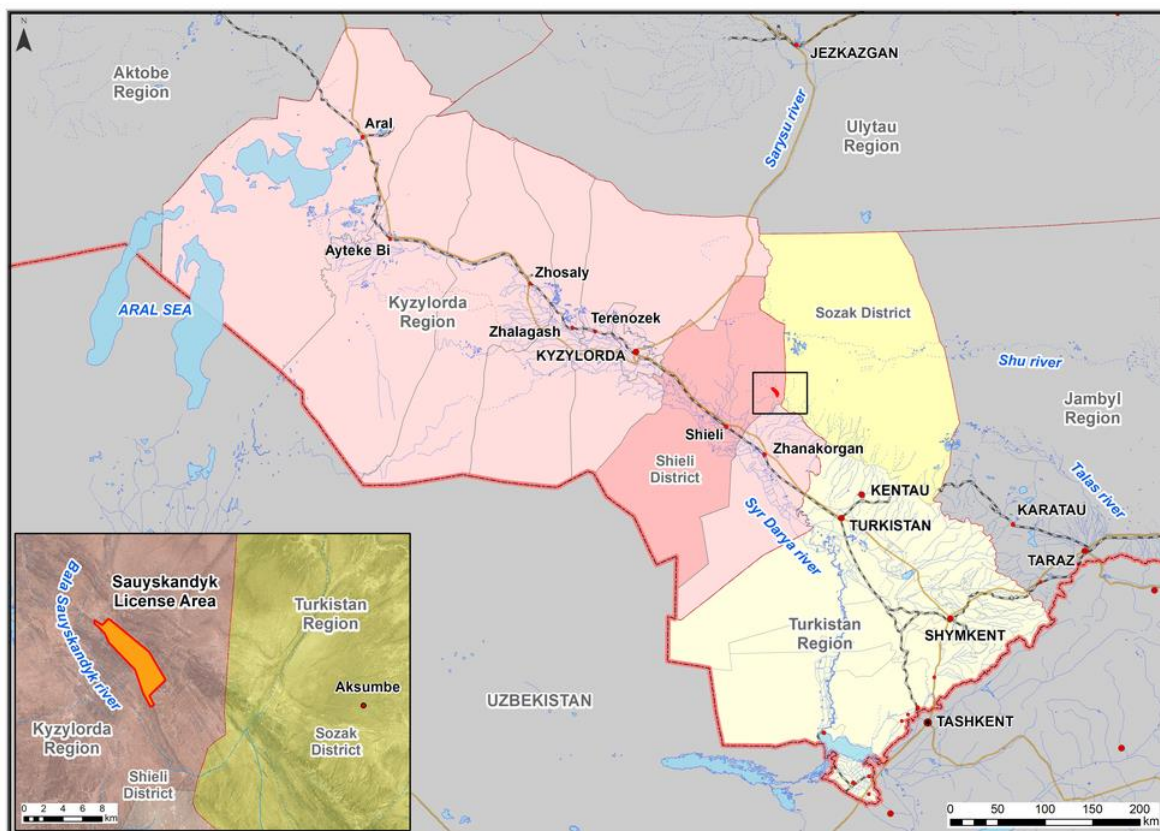 N
JEZKAZGAN
Aktobe
Region
Sarysu river
Ulytau
Region
Aral
Ayteke Bi
Zhosaly
Sozak District
ARAL SEA
Kyzylorda
Region
Zhalagash
Terenozek
KYZYLORDA
Shu river
Jambyl
Region
Shieli
Shieli
District
Zhanakorgan
Talas river
KENTAU
KARATAU
Syr Darya river
TURKISTAN
TARAZ
Turkistan
Region
SHYMKENT
UZBEKISTAN
TASHKENT
Bala Sauyskandyk river
Sauyskandyk
License Area
Turkistan
Region
Aksumbe
Kyzylorda
Region
Sozak
District
Shieli
District
0 2 4 6 8
km
0 50 100 150 200
km